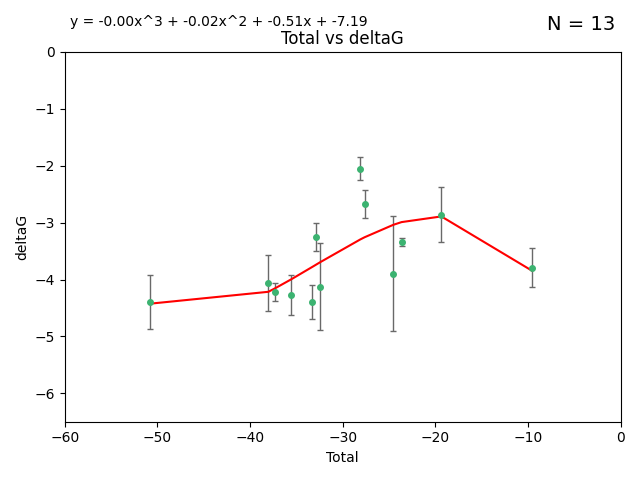 y = -0.00x^3 + -0.02x^2 + -0.51x + -7.19
N = 13
Total vs deltaG
0
−1
−2
−3
−4
−5
−6
deltaG
−60 −50 −40 −30 −20 −10 0
Total